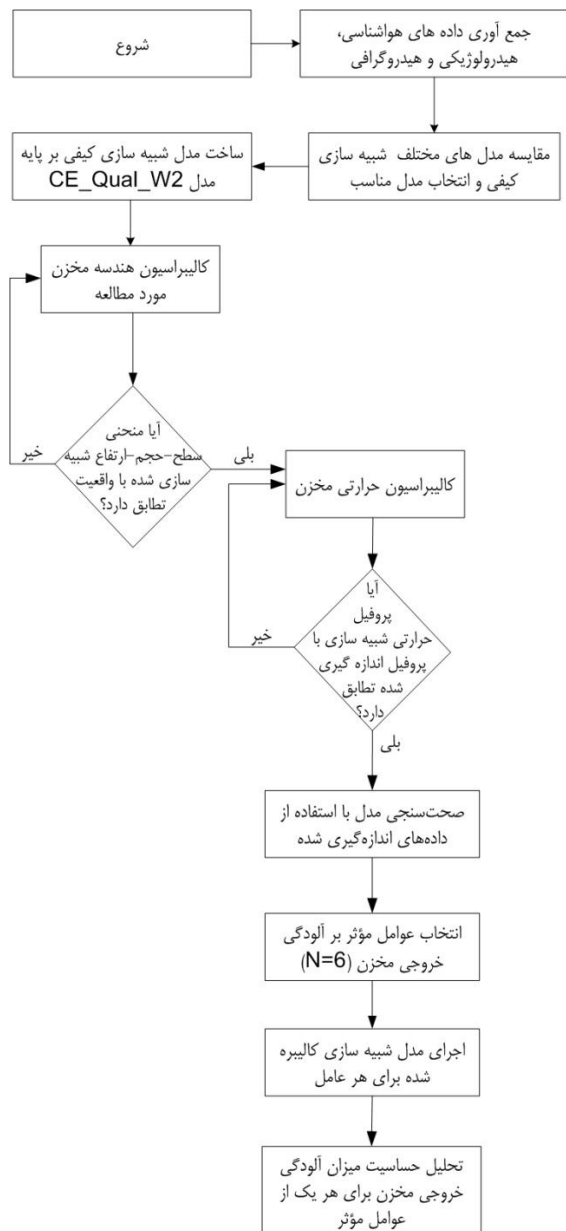 شروع
جمع آوری داده های هواشناسی،
هیدرولوژیکی و هیدروگرافی
مقایسه مدل های مختلف شبیه سازی
کیفی و انتخاب مدل مناسب
ساخت مدل شبیه سازی کیفی بر پایه
مدل CE_Qual_W2
کالیبراسیون هندسه مخزن
مورد مطالعه
آیا منحنی
سطح-حجم-ارتفاع شبیه
سازی شده با واقعیت
تطابق دارد؟
خیر
بلی
کالیبراسیون حرارتی مخزن
آیا
پروفیل
حرارتی شبیه سازی با
پروفیل اندازه گیری
شده تطابق
دارد؟
خیر
بلی
صحت‌سنجی مدل با استفاده از
داده‌های اندازه‌گیری شده
انتخاب عوامل مؤثر بر آلودگی
خروجی مخزن (N=6)
اجرای مدل شبیه سازی کالیبره
شده برای هر عامل
تحلیل حساسیت میزان آلودگی
خروجی مخزن برای هر یک از
عوامل مؤثر